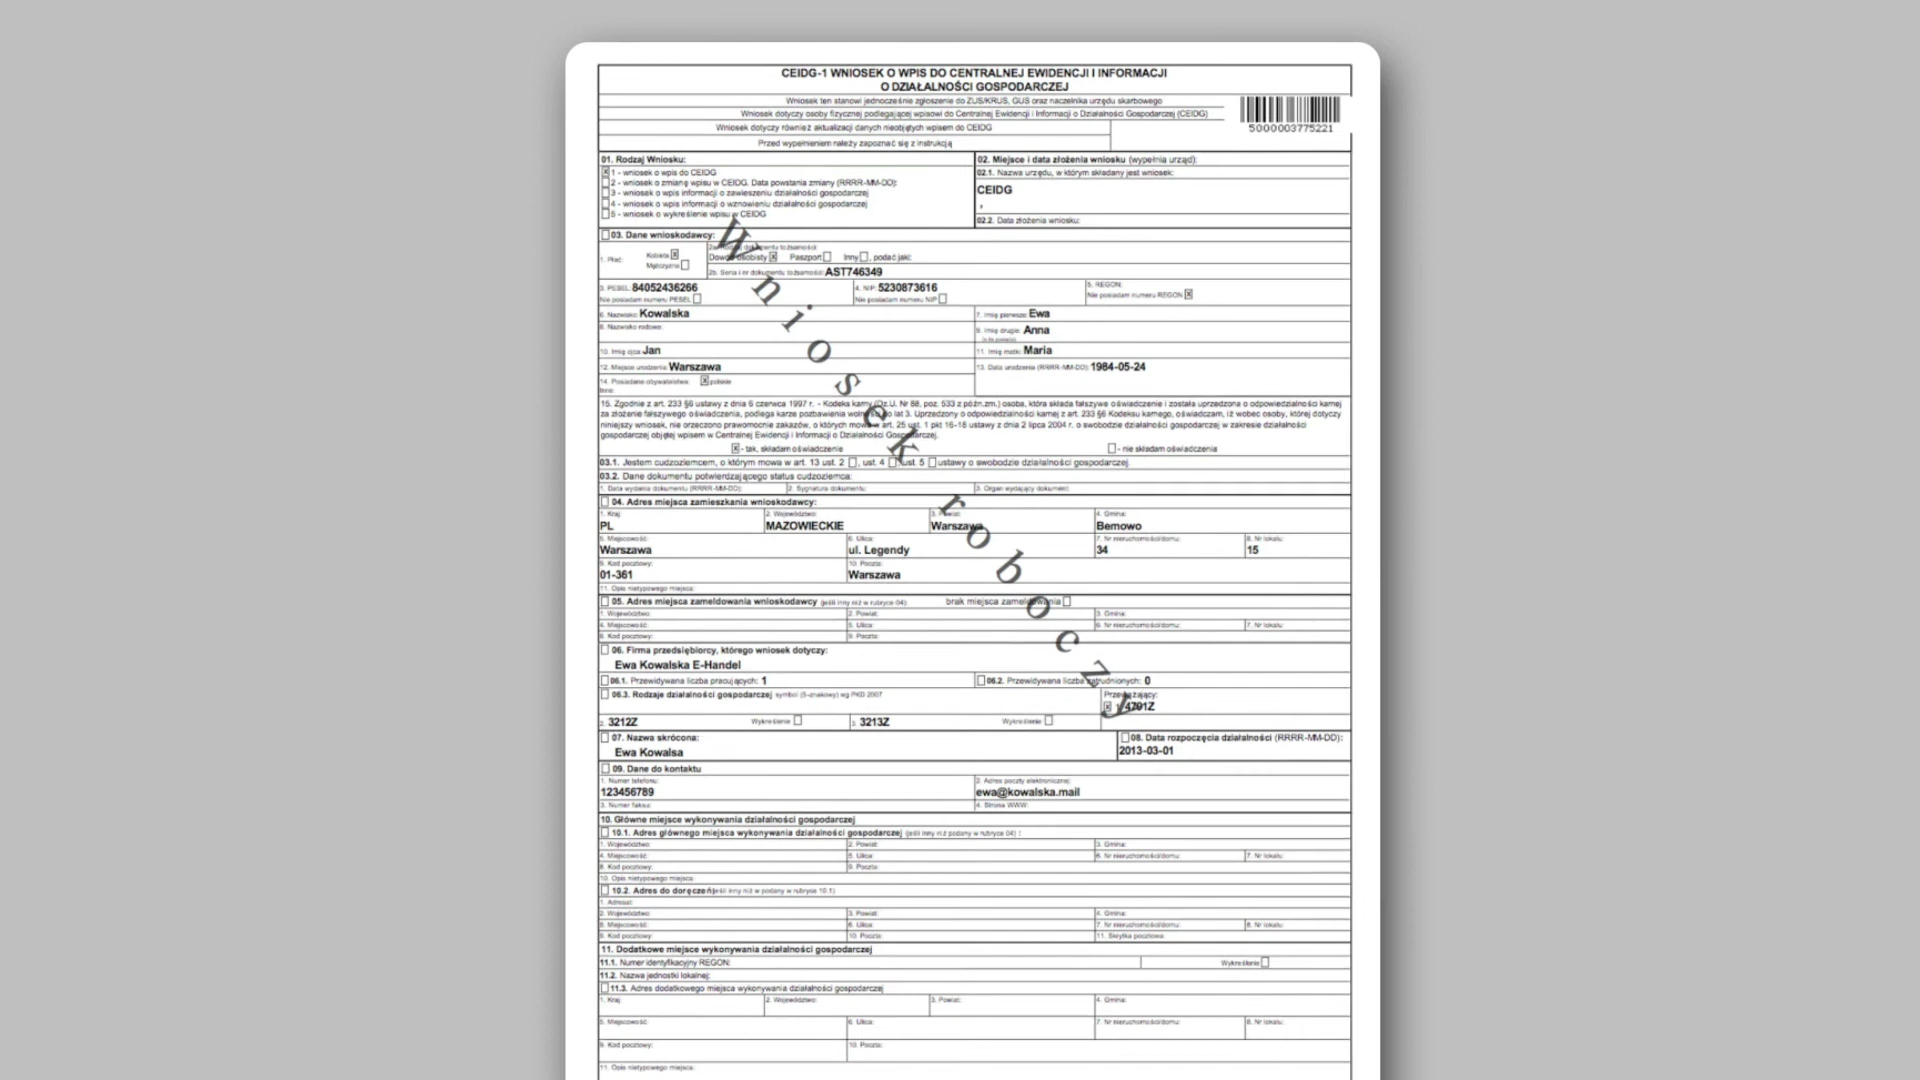 CEIDG-1 WNIOSEK O WPIS DO CENTRALNEJ EWIDENCJI I INFORMACJI
O DZIAŁALNOŚCI GOSPODARCZEJ
Wniosek ten stanowi jednocześnie zgłoszenie do ZUS/KRUS, GUS oraz naczelnika urzędu skarbowego
Wniosek dotyczy osoby fizycznej podlegającej wpisowi do Centralnej Ewidencji i Informacji o Działalności Gospodarczej (CEIDG)
Wniosek dotyczy również aktualizacji danych nieobjętych wpisem do CEIDG
Przed wypełnieniem należy zapoznać się z instrukcją
5000003775221
01. Rodzaj Wniosku:
1 - wniosek o wpis do CEIDG
2 - wniosek o zmianę wpisu w CEIDG. Data powstania zmiany (RRRR-MM-DD):
3 - wniosek o wpis informacji o zawieszeniu działalności gospodarczej
4 - wniosek o wpis informacji o wznowieniu działalności gospodarczej
5 - wniosek o wykreślenie wpisu w CEIDG
02. Miejsce i data złożenia wniosku (wypełnia urząd):
02.1. Nazwa urzędu, w którym składany jest wniosek:
CEIDG
,
02.2. Data złożenia wniosku:
Wniosek roboczy
03. Dane wnioskodawcy:
1. Płeć: Kobieta
Mężczyzna
2a. Rodzaj dokumentu tożsamości:
Dowód osobisty Paszport Inny , podać jaki:
2b. Seria i nr dokumentu tożsamości: AST746349
3. PESEL: 84052436266
Nie posiadam numeru PESEL
4. NIP: 5230873616
Nie posiadam numeru NIP
5. REGON:
Nie posiadam numeru REGON
6. Nazwisko: Kowalska
7. Imię pierwsze: Ewa
8. Nazwisko rodowe:
9. Imię drugie: Anna
10. Imię ojca: Jan
11. Imię matki: Maria
12. Miejsce urodzenia: Warszawa
13. Data urodzenia (RRRR-MM-DD): 1984-05-24
14. Posiadane obywatelstwa: polskie
Inne:
15. Zgodnie z art. 233 §6 ustawy z dnia 6 czerwca 1997 r. - Kodeks karny (Dz.U. Nr 88, poz. 533 z późn.zm.) osoba, która składa fałszywe oświadczenie i została uprzedzona o odpowiedzialności karnej
za złożenie fałszywego oświadczenia, podlega karze pozbawienia wolności do lat 3. Uprzedzony o odpowiedzialności karnej z art. 233 §6 Kodeksu karnego, oświadczam, iż wobec osoby, której dotyczy
niniejszy wniosek, nie orzeczono prawomocnie zakazów, o których mowa w art. 25 ust. 1 pkt 16-18 ustawy z dnia 2 lipca 2004 r. o swobodzie działalności gospodarczej w zakresie działalności
gospodarczej objętej wpisem w Centralnej Ewidencji i Informacji o Działalności Gospodarczej.
- tak, składam oświadczenie - nie składam oświadczenia
03.1. Jestem cudzoziemcem, o którym mowa w art. 13 ust. 2 , ust. 4 , ust. 5 ustawy o swobodzie działalności gospodarczej.
03.2. Dane dokumentu potwierdzającego status cudzoziemca:
1. Data wydania dokumentu (RRRR-MM-DD): 2. Sygnatura dokumentu: 3. Organ wydający dokument:
04. Adres miejsca zamieszkania wnioskodawcy:
1. Kraj: 2. Województwo: 3. Powiat: 4. Gmina:
PL MAZOWIECKIE Warszawa Bemowo
5. Miejscowość: 6. Ulica: 7. Nr nieruchomości/domu: 8. Nr lokalu:
Warszawa ul. Legendy 34 15
9. Kod pocztowy: 10. Poczta:
01-361 Warszawa
11. Opis nietypowego miejsca:
05. Adres miejsca zameldowania wnioskodawcy (jeśli inny niż w rubryce 04): brak miejsca zameldowania
1. Województwo: 2. Powiat: 3. Gmina:
4. Miejscowość: 5. Ulica: 6. Nr nieruchomości/domu: 7. Nr lokalu:
8. Kod pocztowy: 9. Poczta:
06. Firma przedsiębiorcy, którego wniosek dotyczy:
Ewa Kowalska E-Handel
06.1. Przewidywana liczba pracujących: 1 06.2. Przewidywana liczba zatrudnionych: 0
06.3. Rodzaje działalności gospodarczej symbol (5-znakowy) wg PKD 2007
Przeważający:
1. 4791Z
2. 3212Z Wykreślenie 3. 3213Z Wykreślenie
07. Nazwa skrócona:
Ewa Kowalsa
08. Data rozpoczęcia działalności (RRRR-MM-DD):
2013-03-01
09. Dane do kontaktu
1. Numer telefonu: 2. Adres poczty elektronicznej:
123456789 ewa@kowalska.mail
3. Numer faksu: 4. Strona WWW:
10. Główne miejsce wykonywania działalności gospodarczej
10.1. Adres głównego miejsca wykonywania działalności gospodarczej (jeśli inny niż podany w rubryce 04) :
1. Województwo: 2. Powiat: 3. Gmina:
4. Miejscowość: 5. Ulica: 6. Nr nieruchomości/domu: 7. Nr lokalu:
8. Kod pocztowy: 9. Poczta:
10. Opis nietypowego miejsca:
10.2. Adres do doręczeń(jeśli inny niż w podany w rubryce 10.1)
1. Adresat:
2. Województwo: 3. Powiat: 4. Gmina:
5. Miejscowość: 6. Ulica: 7. Nr nieruchomości/domu: 8. Nr lokalu:
9. Kod pocztowy: 10. Poczta: 11. Skrytka pocztowa:
11. Dodatkowe miejsce wykonywania działalności gospodarczej
11.1. Numer identyfikacyjny REGON: Wykreślenie
11.2. Nazwa jednostki lokalnej:
11.3. Adres dodatkowego miejsca wykonywania działalności gospodarczej
1. Kraj: 2. Województwo: 3. Powiat: 4. Gmina:
5. Miejscowość: 6. Ulica: 7. Nr nieruchomości/domu: 8. Nr lokalu:
9. Kod pocztowy: 10. Poczta:
11. Opis nietypowego miejsca: